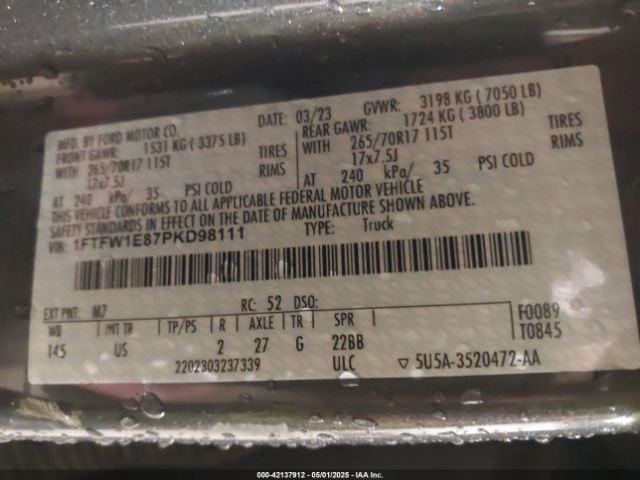 MFD. BY FORD MOTOR CO.
DATE: 03/23 GVWR: 3198 KG ( 7050 LB)
FRONT GAWR: 1531 KG ( 3375 LB)
REAR GAWR: 1724 KG ( 3800 LB)
WITH 265/70R17 115T TIRES
WITH 265/70R17 115T TIRES
17x7.5J RIMS
17x7.5J RIMS
AT 240 kPa/ 35 PSI COLD
AT 240 kPa/ 35 PSI COLD
THIS VEHICLE CONFORMS TO ALL APPLICABLE FEDERAL MOTOR VEHICLE
SAFETY STANDARDS IN EFFECT ON THE DATE OF MANUFACTURE SHOWN ABOVE.
VIN: 1FTFW1E87PKD98111 TYPE: Truck
EXT PNT: M7 RC: 52 DSO:
WB INT TR TP/PS R AXLE TR SPR
145 US 2 27 G 22BB
F0089
T0845
2202303237339 ULC ▽ 5U5A-3520472-AA
000-42137912 - 05/01/2025 - IAA Inc.